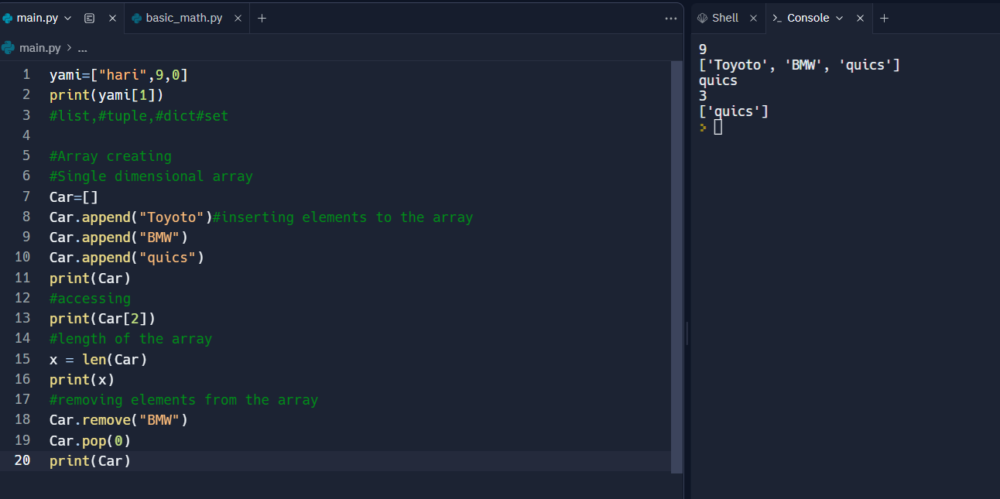 main.py
basic_math.py
Shell
Console
main.py > ...
1 yami=["hari",9,0]
2 print(yami[1])
3 #list,#tuple,#dict#set
4
5 #Array creating
6 #Single dimensional array
7 Car=[]
8 Car.append("Toyoto")#inserting elements to the array
9 Car.append("BMW")
10 Car.append("quics")
11 print(Car)
12 #accessing
13 print(Car[2])
14 #length of the array
15 x = len(Car)
16 print(x)
17 #removing elements from the array
18 Car.remove("BMW")
19 Car.pop(0)
20 print(Car)
9
['Toyoto', 'BMW', 'quics']
quics
3
['quics']
>